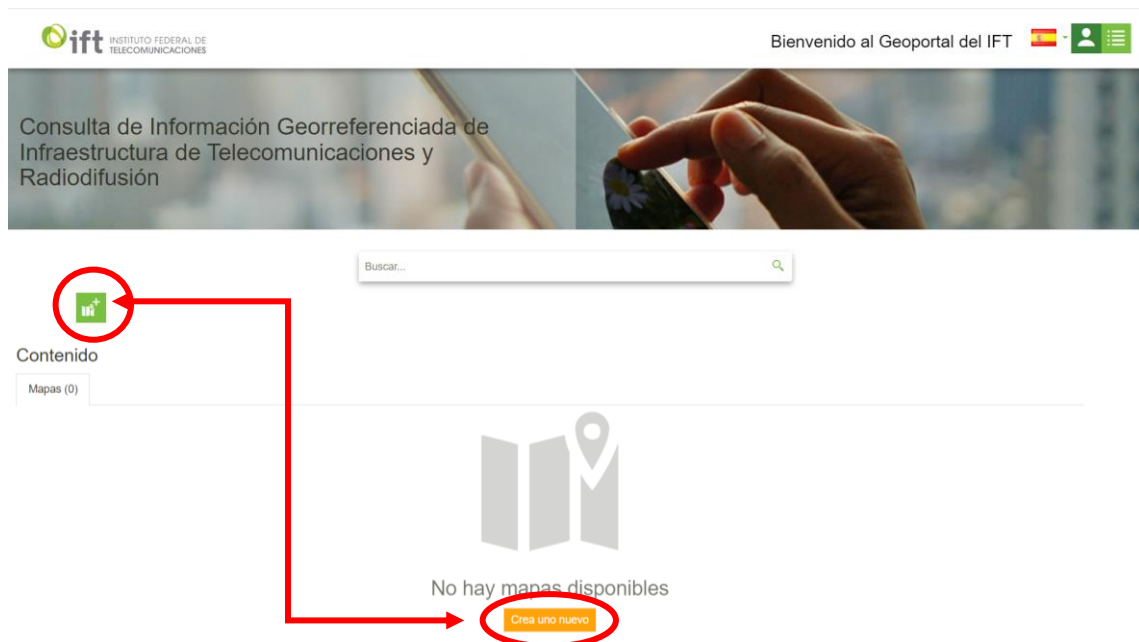 ift INSTITUTO FEDERAL DE
TELECOMUNICACIONES
Bienvenido al Geoportal del IFT
Consulta de Información Georreferenciada de
Infraestructura de Telecomunicaciones y
Radiodifusión
Buscar...
Contenido
Mapas (0)
No hay mapas disponibles
Crea uno nuevo